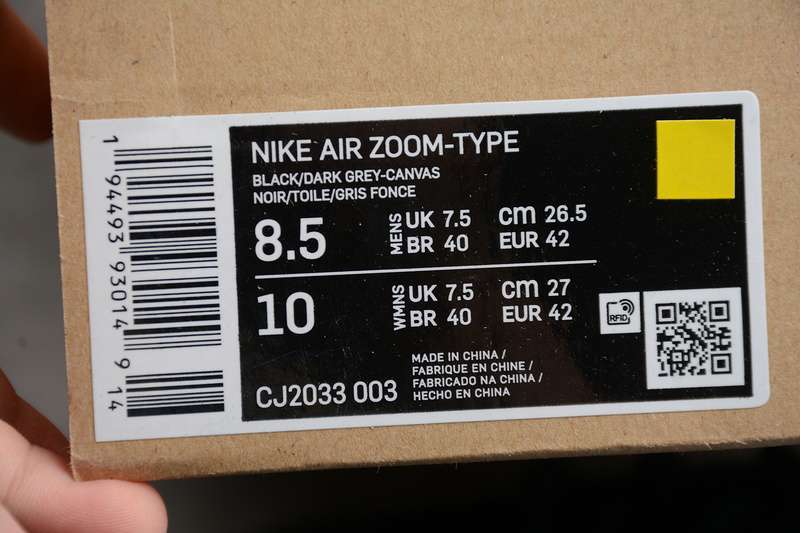 1 94493 93014 9 14
NIKE AIR ZOOM-TYPE
BLACK/DARK GREY-CANVAS
NOIR/TOILE/GRIS FONCE
8.5 MENS UK 7.5 cm 26.5
BR 40 EUR 42
10 WMNS UK 7.5 cm 27
BR 40 EUR 42
RFID
CJ2033 003
MADE IN CHINA /
FABRIQUE EN CHINE /
FABRICADO NA CHINA /
HECHO EN CHINA